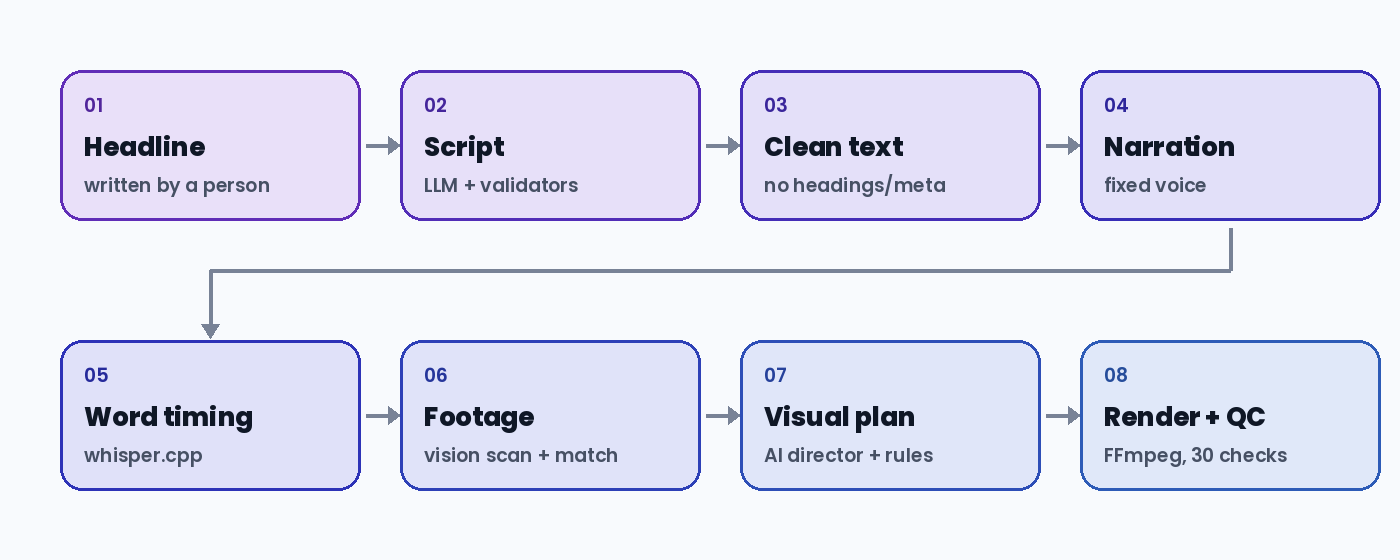 01
Headline
written by a person
02
Script
LLM + validators
03
Clean text
no headings/meta
04
Narration
fixed voice
05
Word timing
whisper.cpp
06
Footage
vision scan + match
07
Visual plan
AI director + rules
08
Render + QC
FFmpeg, 30 checks